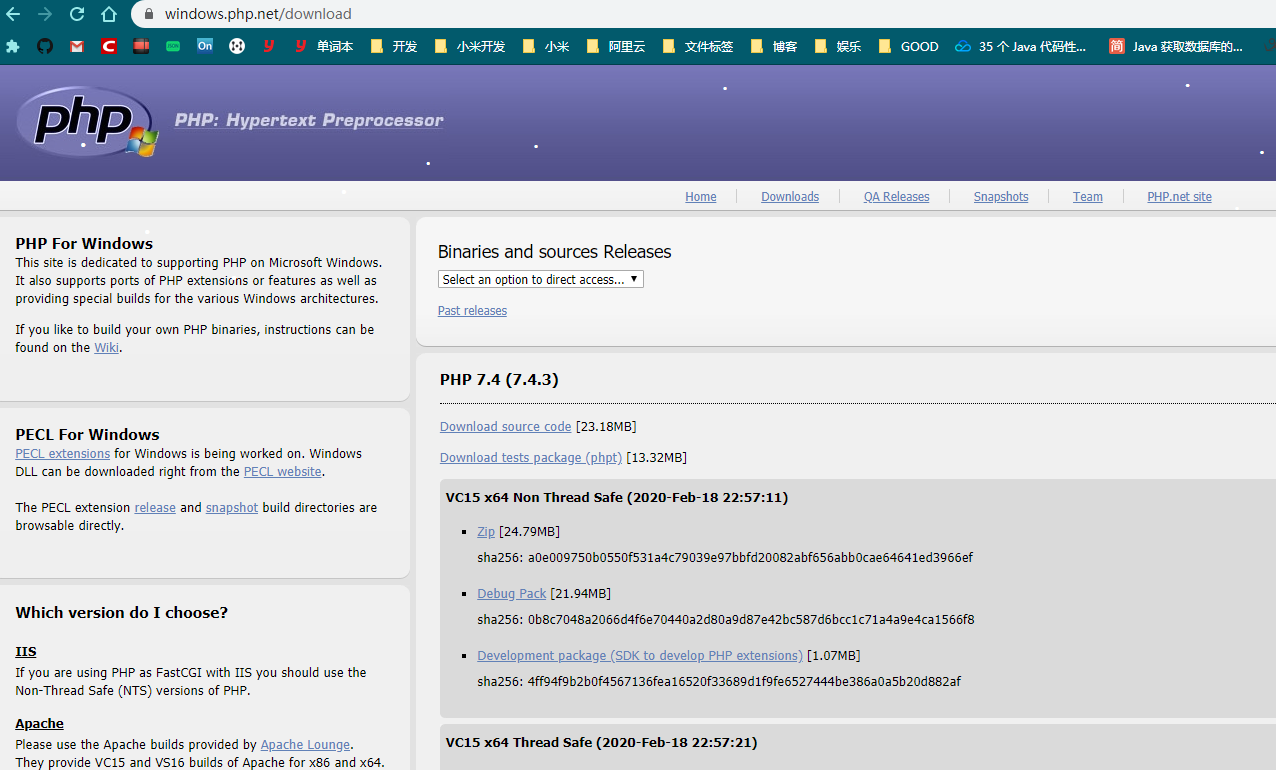 windows.php.net/download
On
y
y 单词本
开发
小米开发
小米
阿里云
文件标签
博客
娱乐
GOOD
35 个 Java 代码性...
简 Java 获取数据库的...
php
PHP: Hypertext Preprocessor
Home
Downloads
QA Releases
Snapshots
Team
PHP.net site
PHP For Windows
This site is dedicated to supporting PHP on Microsoft Windows.
It also supports ports of PHP extensions or features as well as
providing special builds for the various Windows architectures.
If you like to build your own PHP binaries, instructions can be
found on the Wiki.
PECL For Windows
PECL extensions for Windows is being worked on. Windows
DLL can be downloaded right from the PECL website.
The PECL extension release and snapshot build directories are
browsable directly.
Which version do I choose?
IIS
If you are using PHP as FastCGI with IIS you should use the
Non-Thread Safe (NTS) versions of PHP.
Apache
Please use the Apache builds provided by Apache Lounge.
They provide VC15 and VS16 builds of Apache for x86 and x64.
Binaries and sources Releases
Select an option to direct access...
Past releases
PHP 7.4 (7.4.3)
Download source code [23.18MB]
Download tests package (phpt) [13.32MB]
VC15 x64 Non Thread Safe (2020-Feb-18 22:57:11)
Zip [24.79MB]
sha256: a0e009750b0550f531a4c79039e97bbfd20082abf656abb0cae64641ed3966ef
Debug Pack [21.94MB]
sha256: 0b8c7048a2066d4f6e70440a2d80a9d87e42bc587d6bcc1c71a4a9e4ca1566f8
Development package (SDK to develop PHP extensions) [1.07MB]
sha256: 4ff94f9b2b0f4567136fea16520f33689d1f9fe6527444be386a0a5b20d882af
VC15 x64 Thread Safe (2020-Feb-18 22:57:21)